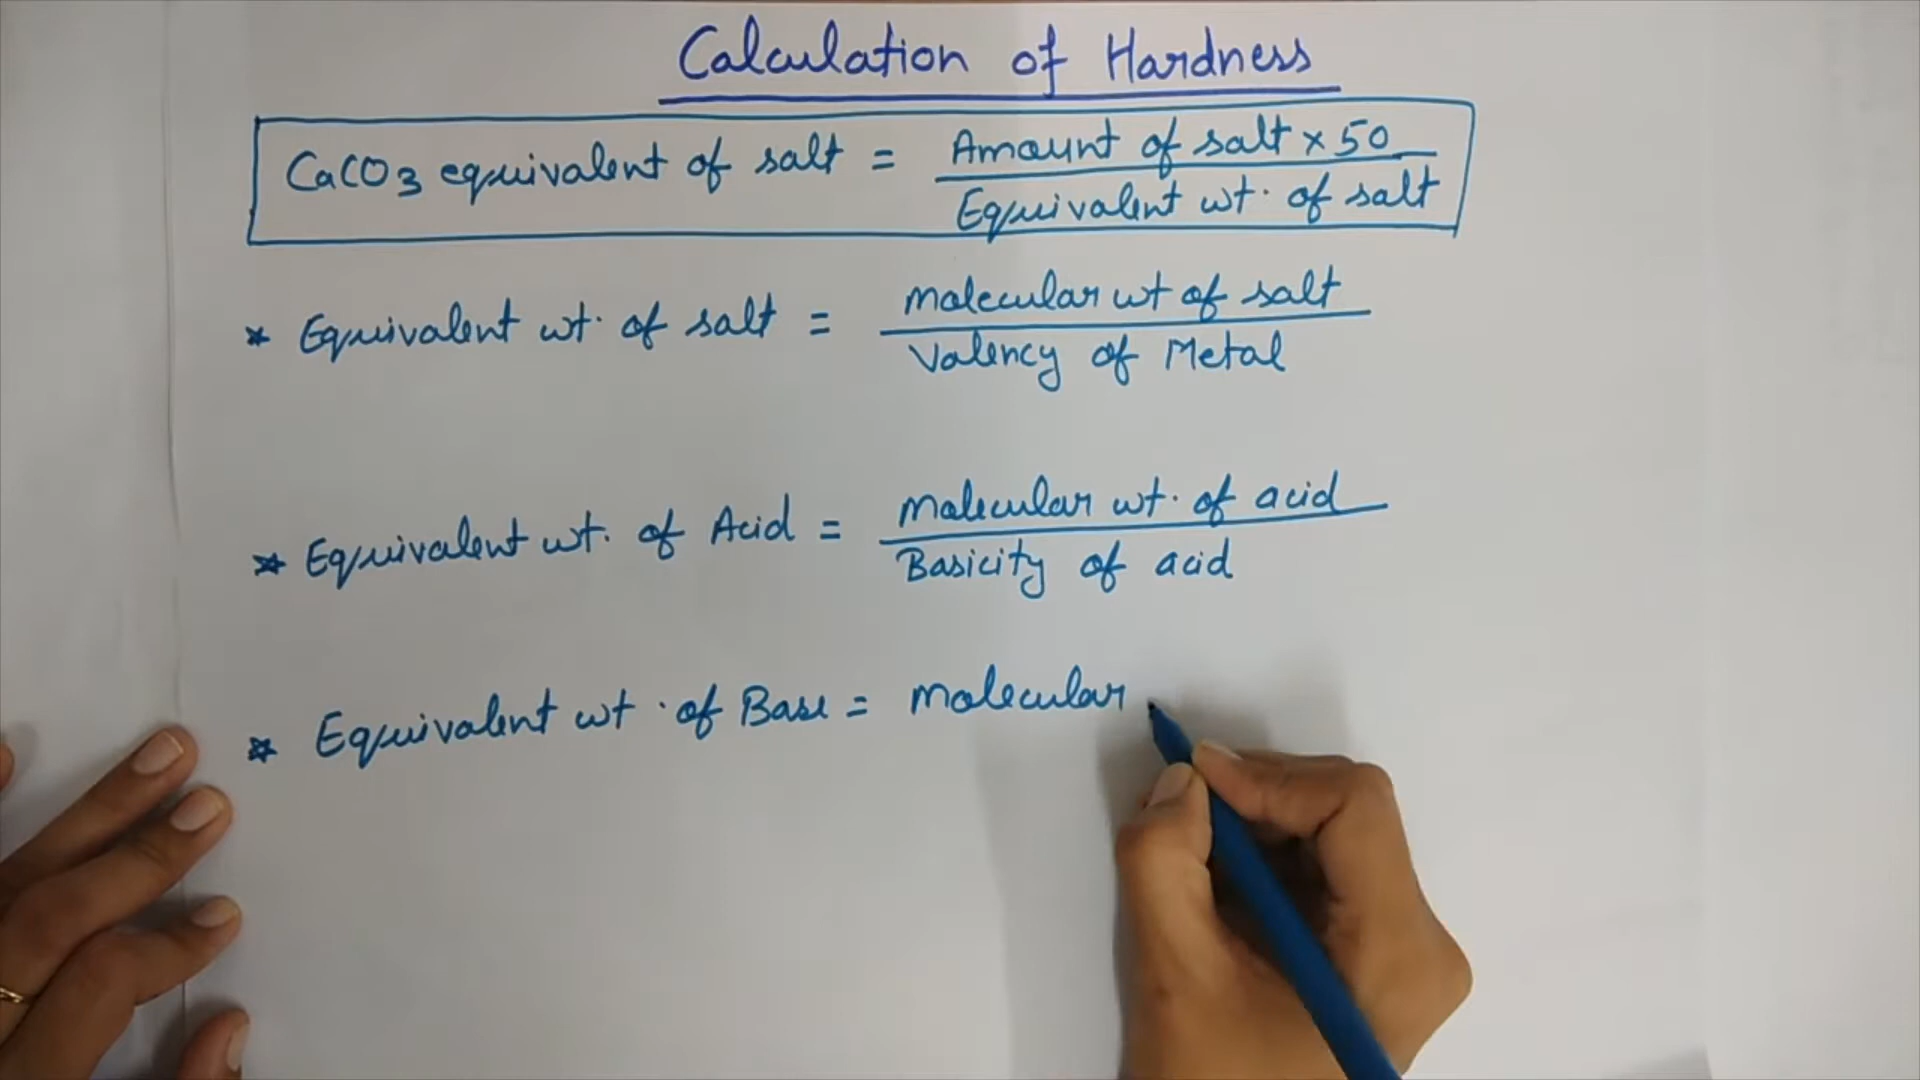 Calculation of Hardness
CaCO3 equivalent of salt = Amount of salt x 50
Equivalent wt. of salt
* Equivalent wt. of salt = Molecular wt of salt
Valency of Metal
* Equivalent wt. of Acid = Molecular wt. of acid
Basicity of acid
* Equivalent wt. of Base = Molecular